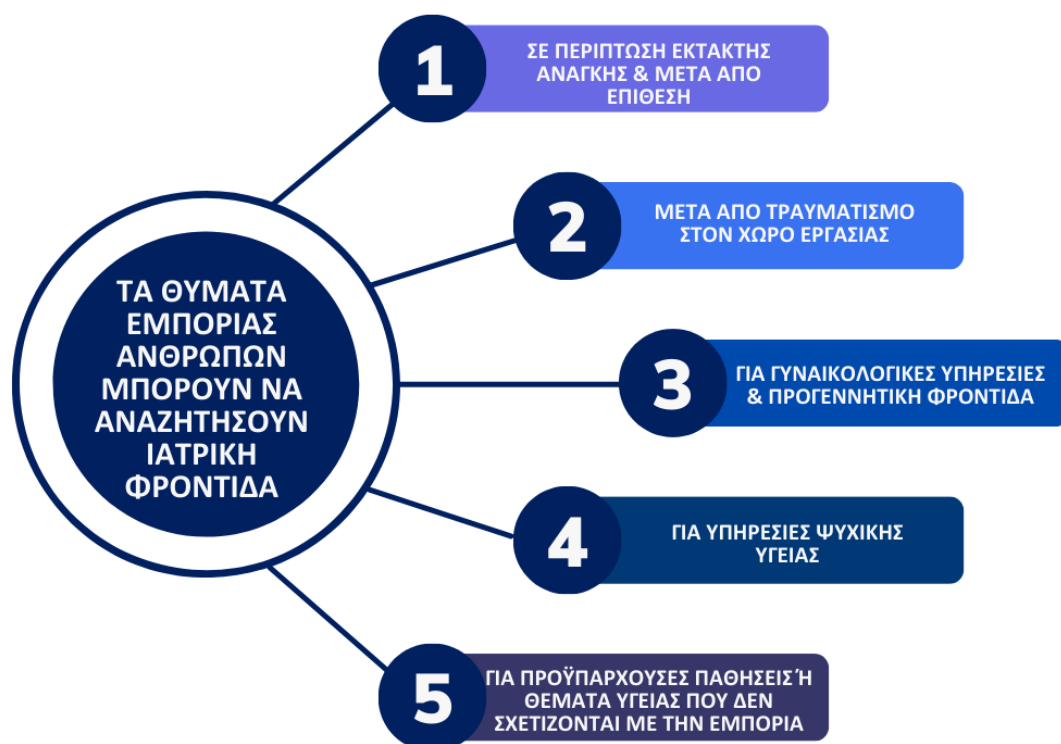 ΤΑ ΘΥΜΑΤΑ
ΕΜΠΟΡΙΑΣ
ΑΝΘΡΩΠΩΝ
ΜΠΟΡΟΥΝ ΝΑ
ΑΝΑΖΗΤΗΣΟΥΝ
ΙΑΤΡΙΚΗ
ΦΡΟΝΤΙΔΑ
1
ΣΕ ΠΕΡΙΠΤΩΣΗ ΕΚΤΑΚΤΗΣ
ΑΝΑΓΚΗΣ & ΜΕΤΑ ΑΠΟ
ΕΠΙΘΕΣΗ
2
ΜΕΤΑ ΑΠΟ ΤΡΑΥΜΑΤΙΣΜΟ
ΣΤΟΝ ΧΩΡΟ ΕΡΓΑΣΙΑΣ
3
ΓΙΑ ΓΥΝΑΙΚΟΛΟΓΙΚΕΣ ΥΠΗΡΕΣΙΕΣ
& ΠΡΟΓΕΝΝΗΤΙΚΗ ΦΡΟΝΤΙΔΑ
4
ΓΙΑ ΥΠΗΡΕΣΙΕΣ ΨΥΧΙΚΗΣ
ΥΓΕΙΑΣ
5
ΓΙΑ ΠΡΟΫΠΑΡΧΟΥΣΕΣ ΠΑΘΗΣΕΙΣΉ
ΘΕΜΑΤΑ ΥΓΕΙΑΣ ΠΟΥ ΔΕΝ
ΣΧΕΤΙΖΟΝΤΑΙ ΜΕ ΤΗΝ ΕΜΠΟΡΙΑ